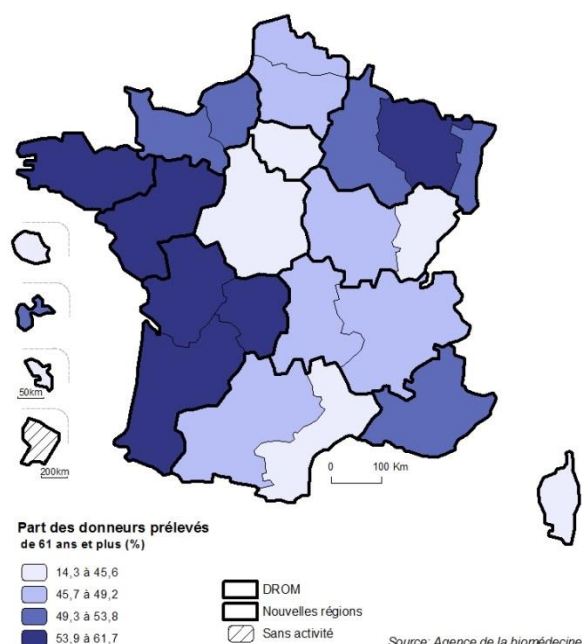 50km
200km
0 100 Km
Part des donneurs prélevés
de 61 ans et plus (%)
14,3 à 45,6
45,7 à 49,2
49,3 à 53,8
53,9 à 61,7
DROM
Nouvelles régions
Sans activité
Source: Agence de la biomédecine